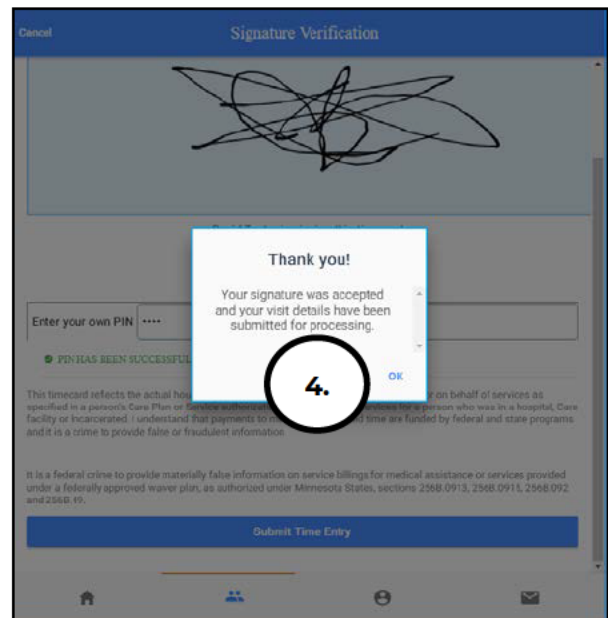 Cancel
Signature Verification
Thank you!
Your signature was accepted
and your visit details have been
submitted for processing.
OK
4.
Enter your own PIN ••••
PIN HAS BEEN SUCCESSFUL
This timecard reflects the actual hou r on behalf of services as
specified in a person's Care Plan or Service authorizat ervices for a person who was in a hospital, Care
facility or incarcerated. I understand that payments to m d time are funded by federal and state programs
and it is a crime to provide false or fraudulent information
It is a federal crime to provide materially false information on service billings for medical assistance or services provided
under a federally approved waver plan, as authorized under Minnesota States, sections 256B.0913, 256B.0915, 256B.092
and 256B.49.
Submit Time Entry